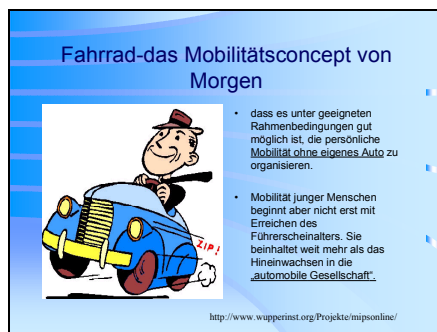 Fahrrad-das Mobilitätsconcept von
Morgen
• dass es unter geeigneten
Rahmenbedingungen gut
möglich ist, die persönliche
Mobilität ohne eigenes Auto zu
organisieren.
• Mobilität junger Menschen
beginnt aber nicht erst mit
Erreichen des
Führerscheinalters. Sie
beinhaltet weit mehr als das
Hineinwachsen in die
„automobile Gesellschaft“.
ZIP!
http://www.wupperinst.org/Projekte/mipsonline/